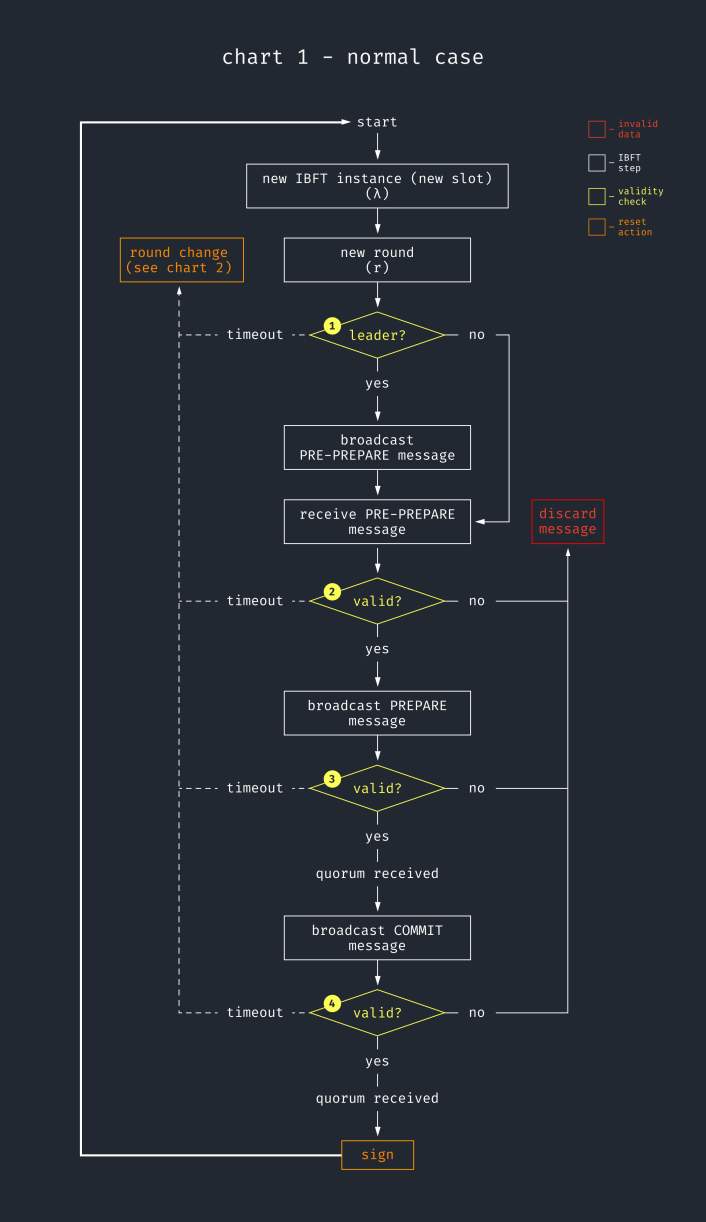 chart 1 - normal case
start
invalid
data
IBFT
step
validity
check
reset
action
new IBFT instance (new slot)
(λ)
round change
(see chart 2)
new round
(r)
1
timeout
leader?
no
yes
broadcast
PRE-PREPARE message
receive PRE-PREPARE
message
discard
message
2
timeout
valid?
no
yes
broadcast PREPARE
message
3
timeout
valid?
no
yes
quorum received
broadcast COMMIT
message
4
timeout
valid?
no
yes
quorum received
sign